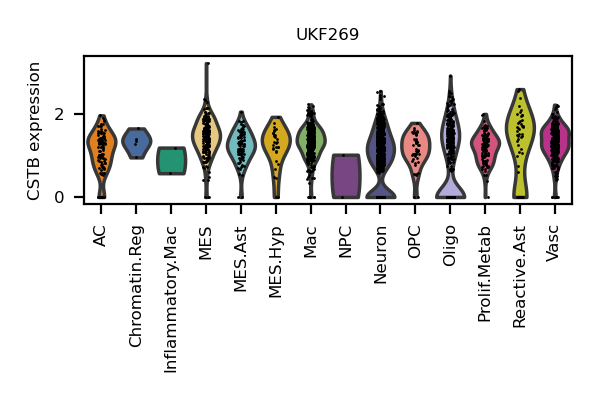 UKF269
CSTB expression
2
0
AC
Chromatin.Reg
Inflammatory.Mac
MES
MES.Ast
MES.Hyp
Mac
NPC
Neuron
OPC
Oligo
Prolif.Metab
Reactive.Ast
Vasc